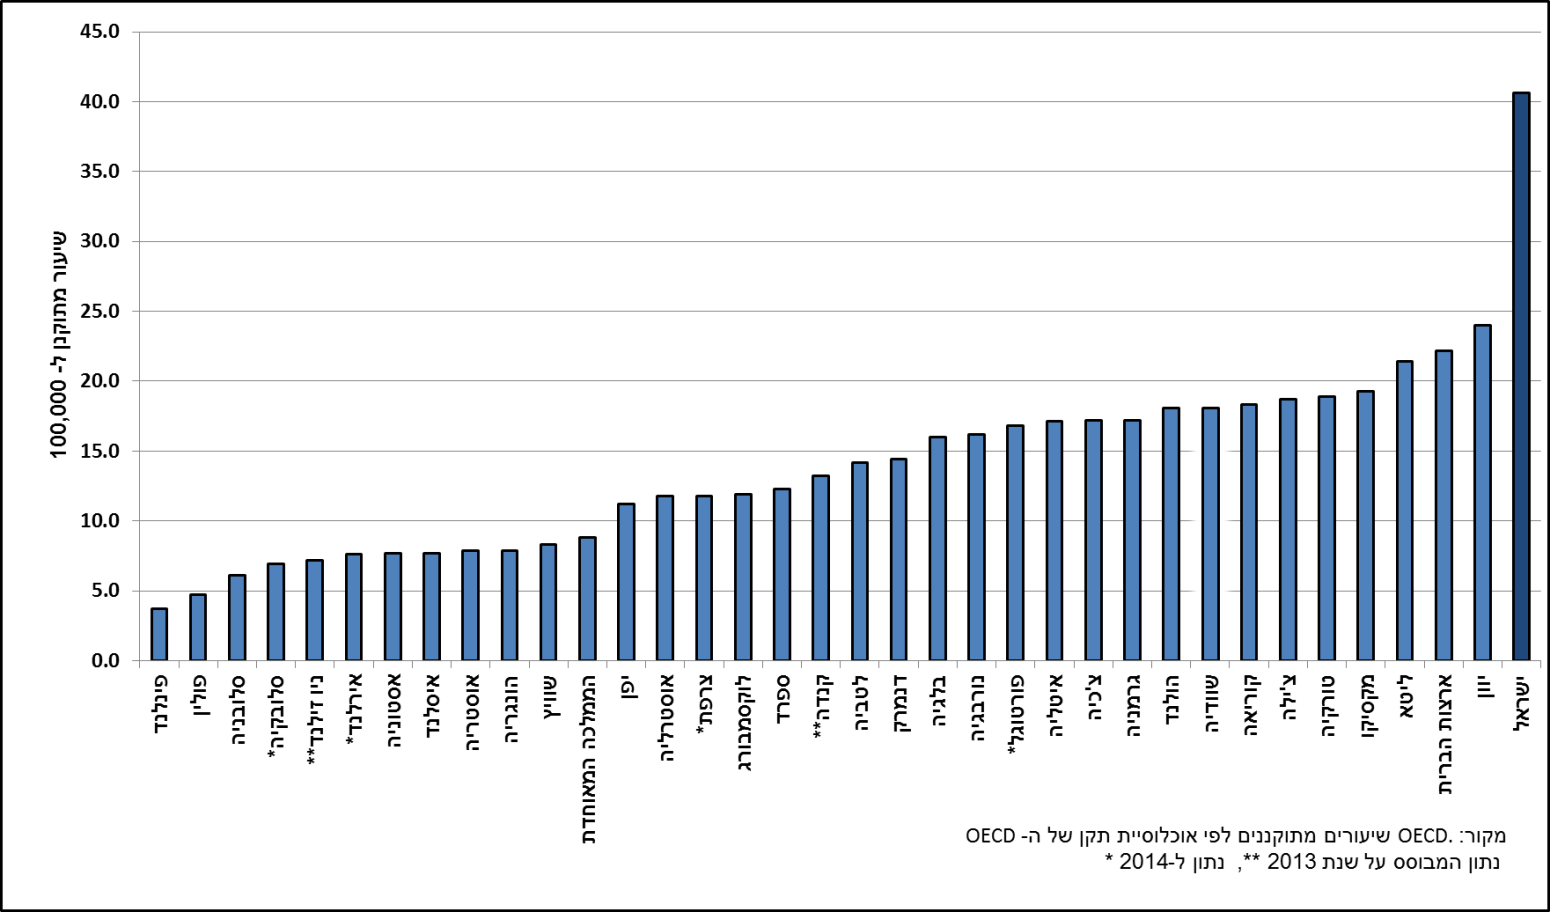 45.0
40.0
35.0
30.0
25.0
20.0
15.0
10.0
5.0
0.0
שיעור מתוקנן ל- 100,000
פינלנד
פולין
סלובניה
סלובקיה*
ניו זילנד**
אירלנד*
אסטוניה
איסלנד
אוסטריה
הונגריה
שוויץ
הממלכה המאוחדת
יפן
אוסטרליה
צרפת*
לוקסמבורג
ספרד
קנדה**
לטביה
דנמרק
בלגיה
נורבגיה
פורטוגל*
איטליה
צ'כיה
גרמניה
הולנד
שוודיה
קוריאה
צ'ילה
טורקיה
מקסיקו
ליטא
ארצות הברית
יוון
ישראל
מקור: .OECD שיעורים מתוקננים לפי אוכלוסיית תקן של ה- OECD
נתון המבוסס על שנת 2013 **, נתון ל-2014 *